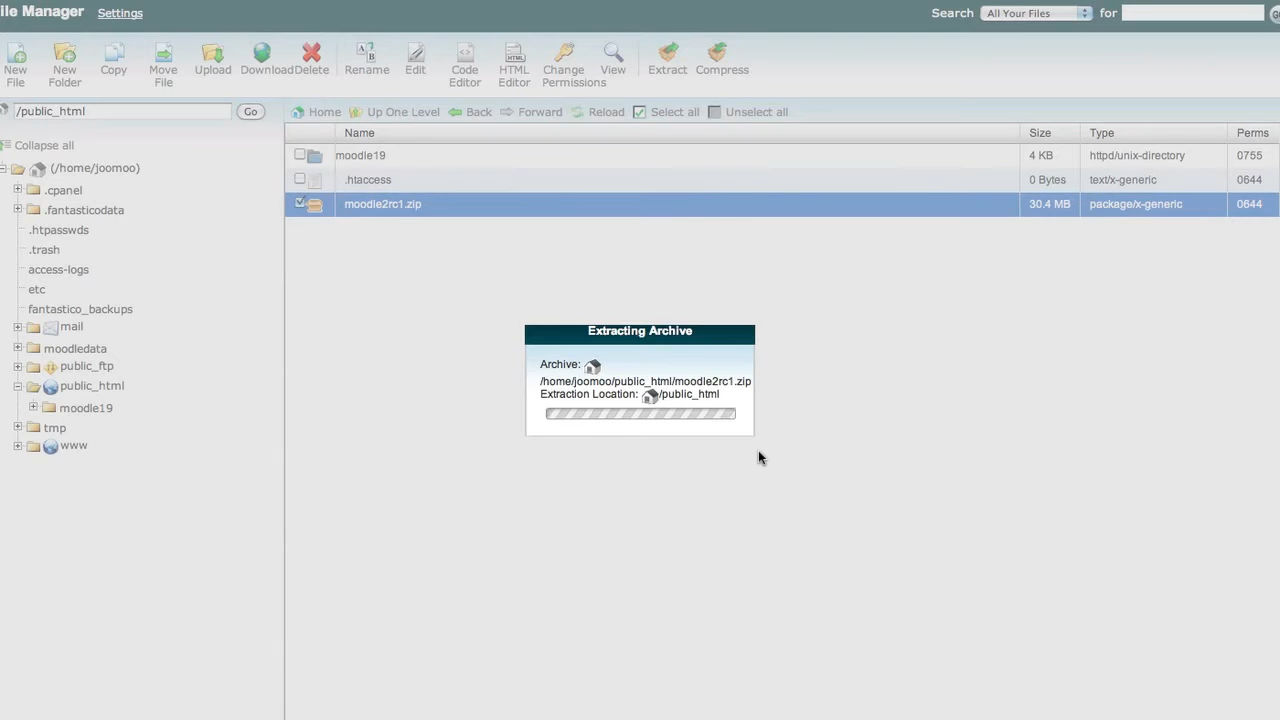 ile Manager Settings Search All Your Files for
New File
New Folder
Copy
Move File
Upload
Download
Delete
Rename
Edit
Code Editor
HTML Editor
Change Permissions
View
Extract
Compress
/public_html Go
Home Up One Level Back Forward Reload Select all Unselect all
Collapse all
(/home/joomoo)
.cpanel
.fantasticodata
.htpasswds
.trash
access-logs
etc
fantastico_backups
mail
moodledata
public_ftp
public_html
moodle19
tmp
www
Name Size Type Perms
moodle19 4 KB httpd/unix-directory 0755
.htaccess 0 Bytes text/x-generic 0644
moodle2rc1.zip 30.4 MB package/x-generic 0644
Extracting Archive
Archive:
/home/joomoo/public_html/moodle2rc1.zip
Extraction Location: /public_html